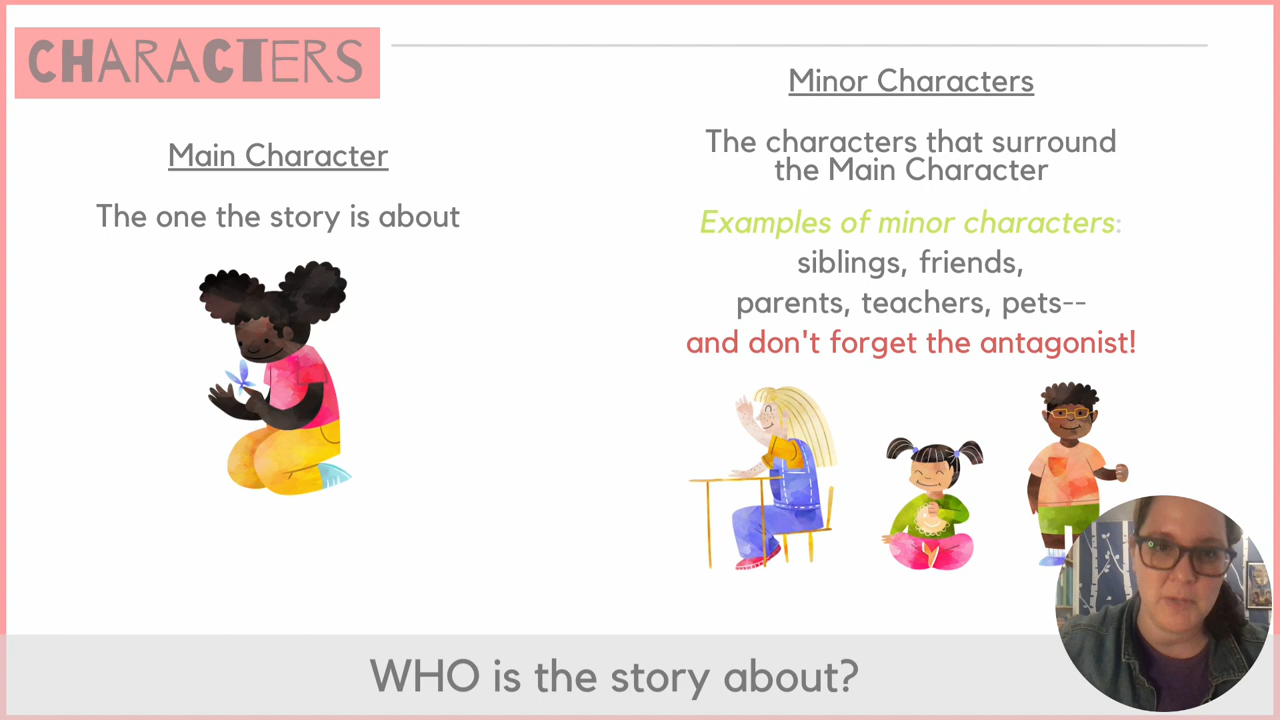 CHARACTERS
Main Character
The one the story is about
Minor Characters
The characters that surround
the Main Character
Examples of minor characters:
siblings, friends,
parents, teachers, pets--
and don't forget the antagonist!
WHO is the story about?